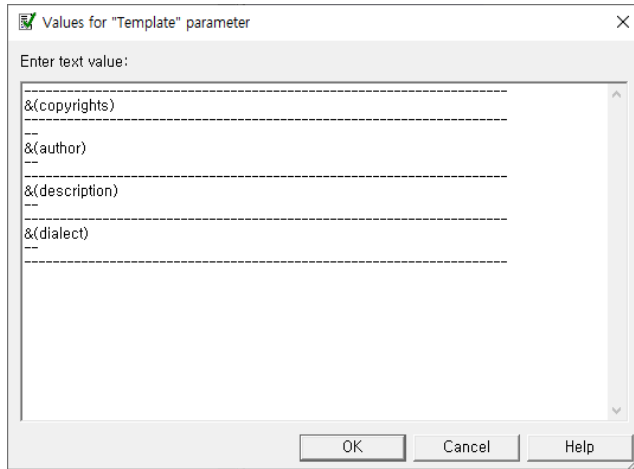 Values for "Template" parameter
Enter text value:
----------------------------------------------------------------------
&(copyrights)
----------------------------------------------------------------------
--
&(author)
--
----------------------------------------------------------------------
&(description)
--
----------------------------------------------------------------------
&(dialect)
--
----------------------------------------------------------------------
OK
Cancel
Help